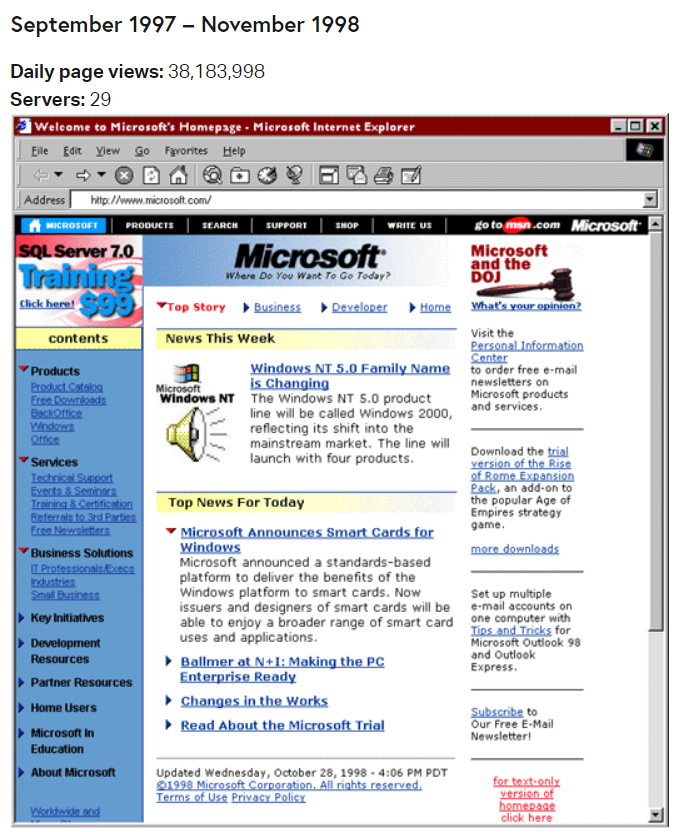 September 1997 – November 1998
Daily page views: 38,183,998
Servers: 29
Welcome to Microsoft's Homepage - Microsoft Internet Explorer
File Edit View Go Favorites Help
Address http://www.microsoft.com/
MICROSOFT PRODUCTS SEARCH SUPPORT SHOP WRITE US go to msn.com Microsoft
SQL Server 7.0
Training
Click here! $99
contents
Products
Product Catalog
Free Downloads
BackOffice
Windows
Office
Services
Technical Support
Events & Seminars
Training & Certification
Referrals to 3rd Parties
Free Newsletters
Business Solutions
IT Professionals/Execs
Industries
Small Business
Key Initiatives
Development
Resources
Partner Resources
Home Users
Microsoft In
Education
About Microsoft
Worldwide and
Microsoft
Where Do You Want To Go Today?
Top Story Business Developer Home
News This Week
Microsoft
Windows NT
Windows NT 5.0 Family Name
is Changing
The Windows NT 5.0 product
line will be called Windows 2000,
reflecting its shift into the
mainstream market. The line will
launch with four products.
Top News For Today
Microsoft Announces Smart Cards for
Windows
Microsoft announced a standards-based
platform to deliver the benefits of the
Windows platform to smart cards. Now
issuers and designers of smart cards will be
able to enjoy a broader range of smart card
uses and applications.
Ballmer at N+I: Making the PC
Enterprise Ready
Changes in the Works
Read About the Microsoft Trial
Updated Wednesday, October 28, 1998 - 4:06 PM PDT
©1998 Microsoft Corporation. All rights reserved.
Terms of Use Privacy Policy
Microsoft
and the
DOJ
What's your opinion?
Visit the
Personal Information
Center
to order free e-mail
newsletters on
Microsoft products
and services.
Download the trial
version of the Rise
of Rome Expansion
Pack, an add-on to
the popular Age of
Empires strategy
game.
more downloads
Set up multiple
e-mail accounts on
one computer with
Tips and Tricks for
Microsoft Outlook 98
and Outlook
Express.
Subscribe to
Our Free E-Mail
Newsletter!
for text-only
version of
homepage
click here